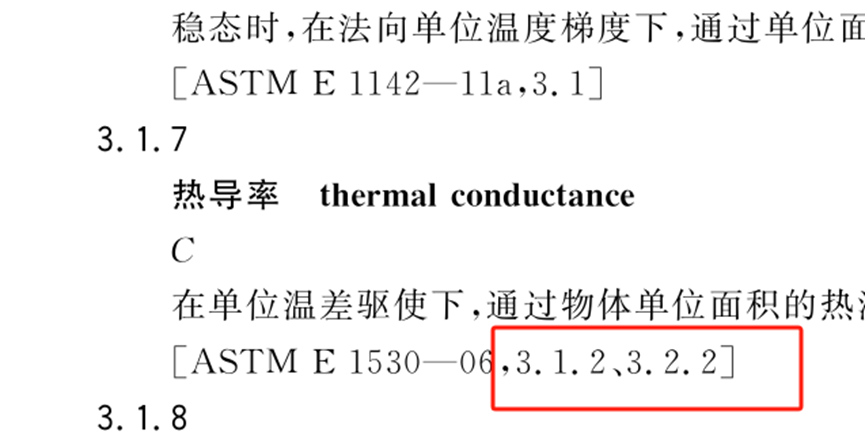 稳态时,在法向单位温度梯度下,通过单位面
[ASTM E 1142—11a,3.1]
3.1.7
热导率 thermal conductance
C
在单位温差驱使下,通过物体单位面积的热
[ASTM E 1530—06,3.1.2、3.2.2]
3.1.8